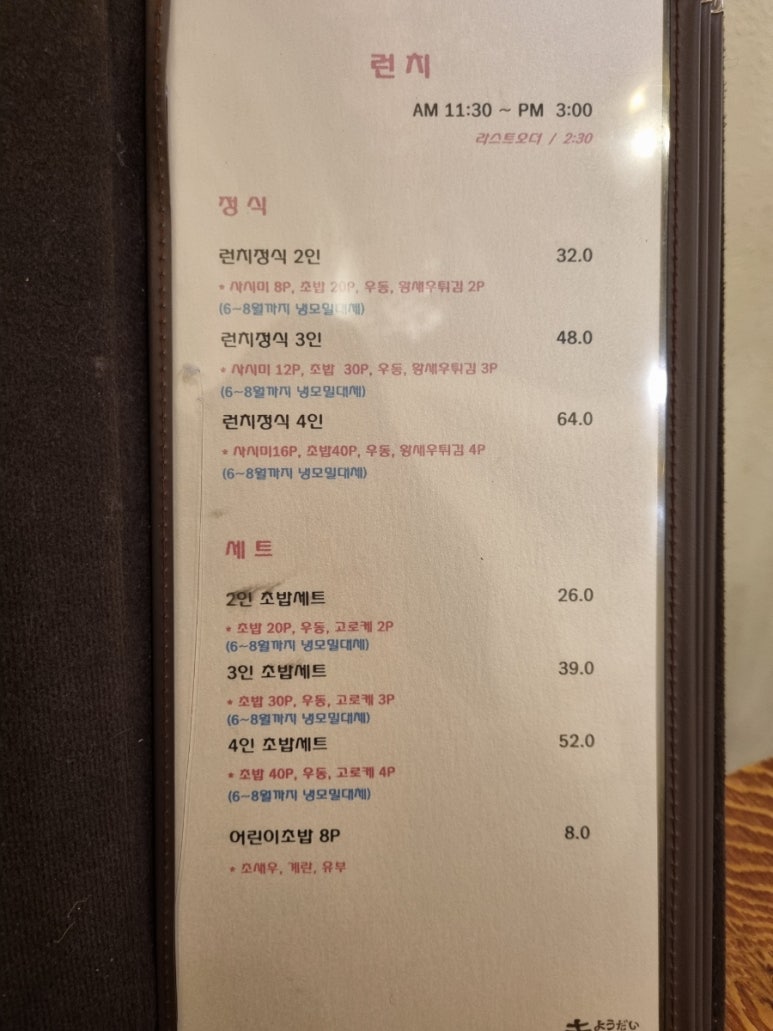 런치
AM 11:30 ~ PM 3:00
라스트오더 / 2:30
정식
런치정식 2인 32.0
* 사시미 8P, 초밥 20P, 우동, 왕새우튀김 2P
(6~8월까지 냉모밀대체)
런치정식 3인 48.0
* 사시미 12P, 초밥 30P, 우동, 왕새우튀김 3P
(6~8월까지 냉모밀대체)
런치정식 4인 64.0
* 사시미16P, 초밥40P, 우동, 왕새우튀김 4P
(6~8월까지 냉모밀대체)
세트
2인 초밥세트 26.0
* 초밥 20P, 우동, 고로케 2P
(6~8월까지 냉모밀대체)
3인 초밥세트 39.0
* 초밥 30P, 우동, 고로케 3P
(6~8월까지 냉모밀대체)
4인 초밥세트 52.0
* 초밥 40P, 우동, 고로케 4P
(6~8월까지 냉모밀대체)
어린이초밥 8P 8.0
* 초새우, 계란, 유부
ようだい